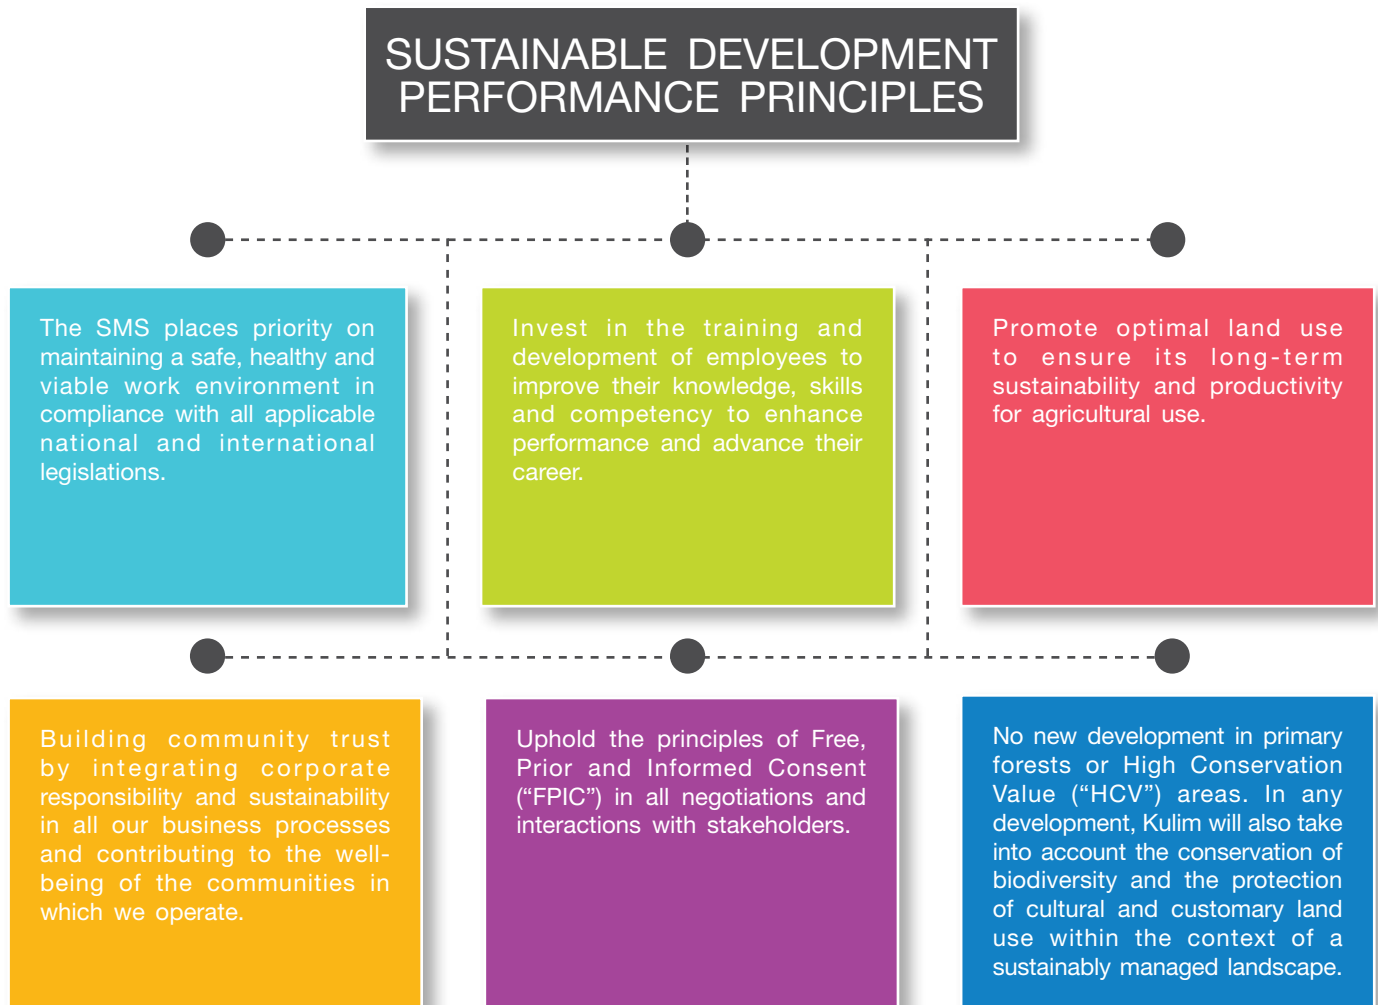 SUSTAINABLE DEVELOPMENT
PERFORMANCE PRINCIPLES
The SMS places priority on
maintaining a safe, healthy and
viable work environment in
compliance with all applicable
national and international
legislations.
Invest in the training and
development of employees to
improve their knowledge, skills
and competency to enhance
performance and advance their
career.
Promote optimal land use
to ensure its long-term
sustainability and productivity
for agricultural use.
Building community trust
by integrating corporate
responsibility and sustainability
in all our business processes
and contributing to the well-
being of the communities in
which we operate.
Uphold the principles of Free,
Prior and Informed Consent
(“FPIC”) in all negotiations and
interactions with stakeholders.
No new development in primary
forests or High Conservation
Value (“HCV”) areas. In any
development, Kulim will also take
into account the conservation of
biodiversity and the protection
of cultural and customary land
use within the context of a
sustainably managed landscape.